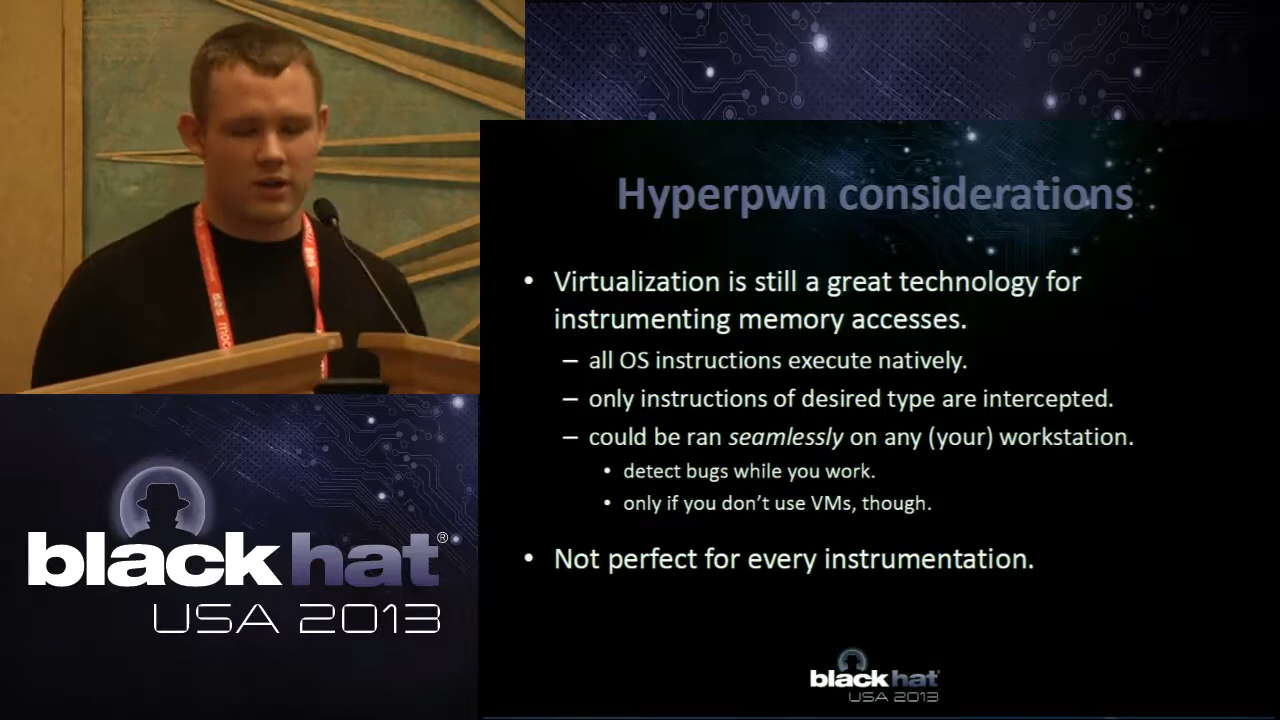 Hyperpwn considerations
• Virtualization is still a great technology for
instrumenting memory accesses.
– all OS instructions execute natively.
– only instructions of desired type are intercepted.
– could be ran seamlessly on any (your) workstation.
• detect bugs while you work.
• only if you don't use VMs, though.
• Not perfect for every instrumentation.
black hat®
USA 2013
black hat
USA 2013